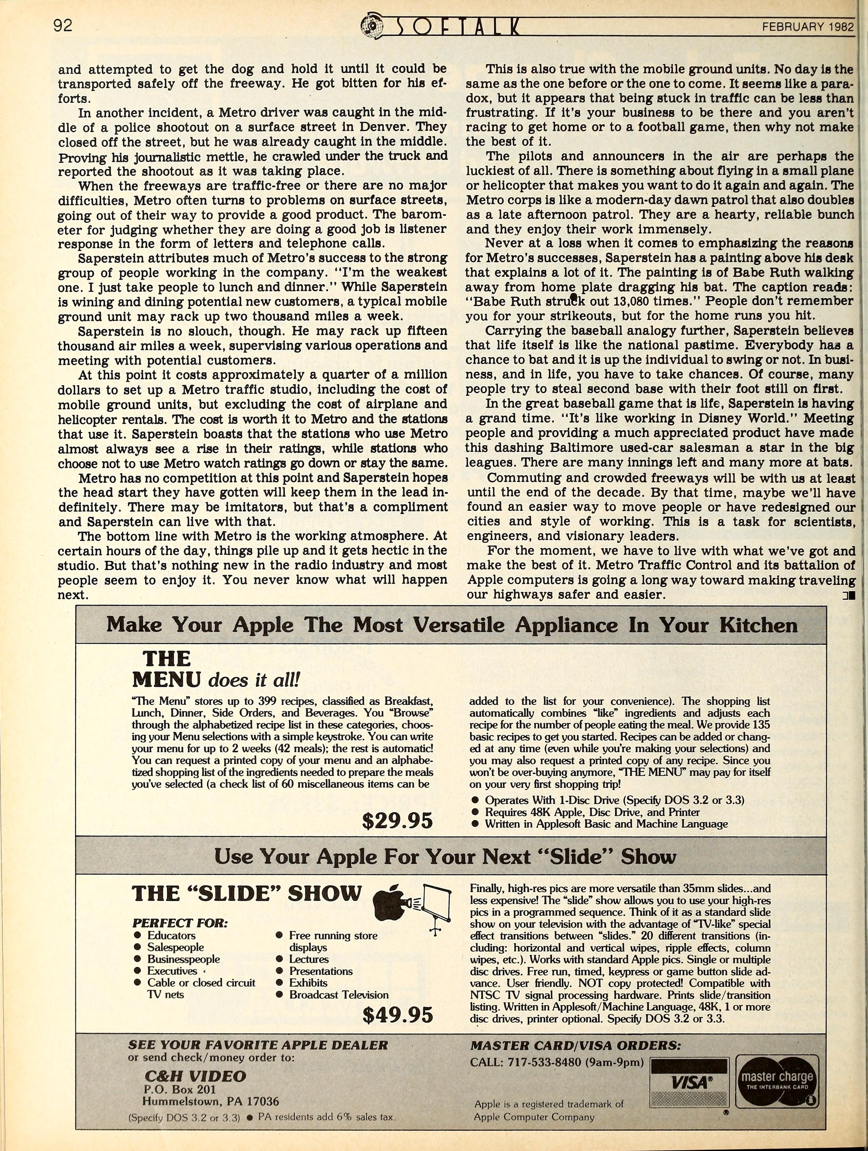 92
SOFTALK
FEBRUARY 1982
and attempted to get the dog and hold it until it could be
transported safely off the freeway. He got bitten for his ef-
forts.
In another incident, a Metro driver was caught in the mid-
dle of a police shootout on a surface street in Denver. They
closed off the street, but he was already caught in the middle.
Proving his journalistic mettle, he crawled under the truck and
reported the shootout as it was taking place.
When the freeways are traffic-free or there are no major
difficulties, Metro often turns to problems on surface streets,
going out of their way to provide a good product. The barom-
eter for judging whether they are doing a good job is listener
response in the form of letters and telephone calls.
Saperstein attributes much of Metro's success to the strong
group of people working in the company. "I'm the weakest
one. I just take people to lunch and dinner." While Saperstein
is wining and dining potential new customers, a typical mobile
ground unit may rack up two thousand miles a week.
Saperstein is no slouch, though. He may rack up fifteen
thousand air miles a week, supervising various operations and
meeting with potential customers.
At this point it costs approximately a quarter of a million
dollars to set up a Metro traffic studio, including the cost of
mobile ground units, but excluding the cost of airplane and
helicopter rentals. The cost is worth it to Metro and the stations
that use it. Saperstein boasts that the stations who use Metro
almost always see a rise in their ratings, while stations who
choose not to use Metro watch ratings go down or stay the same.
Metro has no competition at this point and Saperstein hopes
the head start they have gotten will keep them in the lead in-
definitely. There may be imitators, but that's a compliment
and Saperstein can live with that.
The bottom line with Metro is the working atmosphere. At
certain hours of the day, things pile up and it gets hectic in the
studio. But that's nothing new in the radio industry and most
people seem to enjoy it. You never know what will happen
next.
This is also true with the mobile ground units. No day is the
same as the one before or the one to come. It seems like a para-
dox, but it appears that being stuck in traffic can be less than
frustrating. If it's your business to be there and you aren't
racing to get home or to a football game, then why not make
the best of it.
The pilots and announcers in the air are perhaps the
luckiest of all. There is something about flying in a small plane
or helicopter that makes you want to do it again and again. The
Metro corps is like a modern-day dawn patrol that also doubles
as a late afternoon patrol. They are a hearty, reliable bunch
and they enjoy their work immensely.
Never at a loss when it comes to emphasizing the reasons
for Metro's successes, Saperstein has a painting above his desk
that explains a lot of it. The painting is of Babe Ruth walking
away from home plate dragging his bat. The caption reads:
"Babe Ruth struck out 13,080 times." People don't remember
you for your strikeouts, but for the home runs you hit.
Carrying the baseball analogy further, Saperstein believes
that life itself is like the national pastime. Everybody has a
chance to bat and it is up the individual to swing or not. In busi-
ness, and in life, you have to take chances. Of course, many
people try to steal second base with their foot still on first.
In the great baseball game that is life, Saperstein is having
a grand time. "It's like working in Disney World." Meeting
people and providing a much appreciated product have made
this dashing Baltimore used-car salesman a star in the big
leagues. There are many innings left and many more at bats.
Commuting and crowded freeways will be with us at least
until the end of the decade. By that time, maybe we'll have
found an easier way to move people or have redesigned our
cities and style of working. This is a task for scientists,
engineers, and visionary leaders.
For the moment, we have to live with what we've got and
make the best of it. Metro Traffic Control and its battalion of
Apple computers is going a long way toward making traveling
our highways safer and easier.
Make Your Apple The Most Versatile Appliance In Your Kitchen
THE
MENU does it all!
"The Menu" stores up to 399 recipes, classified as Breakfast,
Lunch, Dinner, Side Orders, and Beverages. You "Browse"
through the alphabetized recipe list in these categories, choos-
ing your Menu selections with a simple keystroke. You can write
your menu for up to 2 weeks (42 meals); the rest is automatic!
You can request a printed copy of your menu and an alphabe-
tized shopping list of the ingredients needed to prepare the meals
you've selected (a check list of 60 miscellaneous items can be
$29.95
added to the list for your convenience). The shopping list
automatically combines "like" ingredients and adjusts each
recipe for the number of people eating the meal. We provide 135
basic recipes to get you started. Recipes can be added or chang-
ed at any time (even while you're making your selections) and
you may also request a printed copy of any recipe. Since you
won't be over-buying anymore, "THE MENU" may pay for itself
on your very first shopping trip!
● Operates With 1-Disc Drive (Specify DOS 3.2 or 3.3)
● Requires 48K Apple, Disc Drive, and Printer
● Written in Applesoft Basic and Machine Language
Use Your Apple For Your Next "Slide" Show
THE "SLIDE" SHOW
PERFECT FOR:
● Educators
● Salespeople
● Businesspeople
● Executives
● Cable or closed circuit
TV nets
● Free running store
displays
● Lectures
● Presentations
● Exhibits
● Broadcast Television
$49.95
Finally, high-res pics are more versatile than 35mm slides...and
less expensive! The "slide" show allows you to use your high-res
pics in a programmed sequence. Think of it as a standard slide
show on your television with the advantage of "TV-like" special
effect transitions between "slides." 20 different transitions (in-
cluding: horizontal and vertical wipes, ripple effects, column
wipes, etc.). Works with standard Apple pics. Single or multiple
disc drives. Free run, timed, keypress or game button slide ad-
vance. User friendly. NOT copy protected! Compatible with
NTSC TV signal processing hardware. Prints slide/transition
listing. Written in Applesoft/Machine Language, 48K, 1 or more
disc drives, printer optional. Specify DOS 3.2 or 3.3.
SEE YOUR FAVORITE APPLE DEALER
or send check/money order to:
C&H VIDEO
P.O. Box 201
Hummelstown, PA 17036
(Specify DOS 3.2 or 3.3) ● PA residents add 6% sales tax.
MASTER CARD/VISA ORDERS:
CALL: 717-533-8480 (9am-9pm)
Apple is a registered trademark of
Apple Computer Company
VISA®
master charge
THE INTERBANK CARD